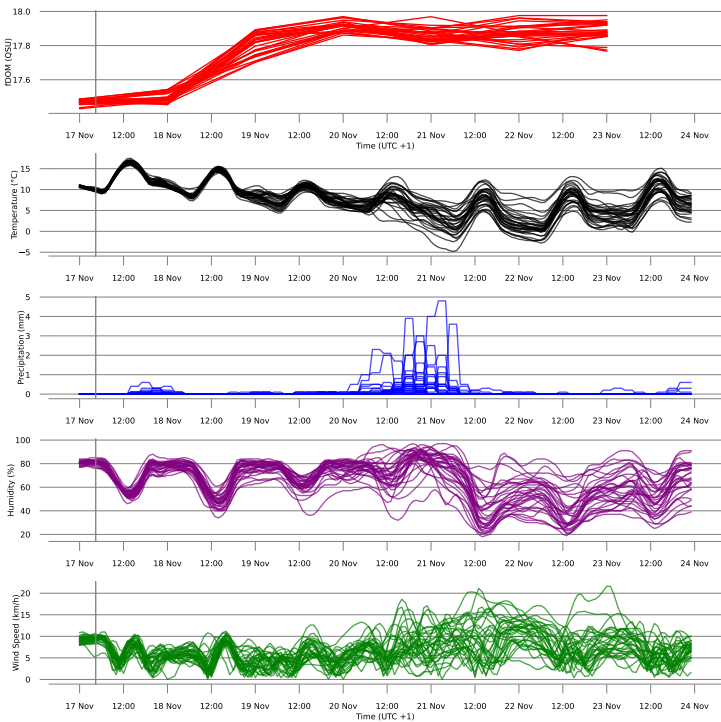 18.0
17.8
17.6
fDOM (QSU)
17 Nov 12:00 18 Nov 12:00 19 Nov 12:00 20 Nov 12:00 21 Nov 12:00 22 Nov 12:00 23 Nov 12:00 24 Nov
Time (UTC +1)
15
10
5
0
−5
Temperature (°C)
17 Nov 12:00 18 Nov 12:00 19 Nov 12:00 20 Nov 12:00 21 Nov 12:00 22 Nov 12:00 23 Nov 12:00 24 Nov
5
4
3
2
1
0
Precipitation (mm)
17 Nov 12:00 18 Nov 12:00 19 Nov 12:00 20 Nov 12:00 21 Nov 12:00 22 Nov 12:00 23 Nov 12:00 24 Nov
100
80
60
40
20
Humidity (%)
17 Nov 12:00 18 Nov 12:00 19 Nov 12:00 20 Nov 12:00 21 Nov 12:00 22 Nov 12:00 23 Nov 12:00 24 Nov
20
15
10
5
0
Wind Speed (km/h)
17 Nov 12:00 18 Nov 12:00 19 Nov 12:00 20 Nov 12:00 21 Nov 12:00 22 Nov 12:00 23 Nov 12:00 24 Nov
Time (UTC +1)